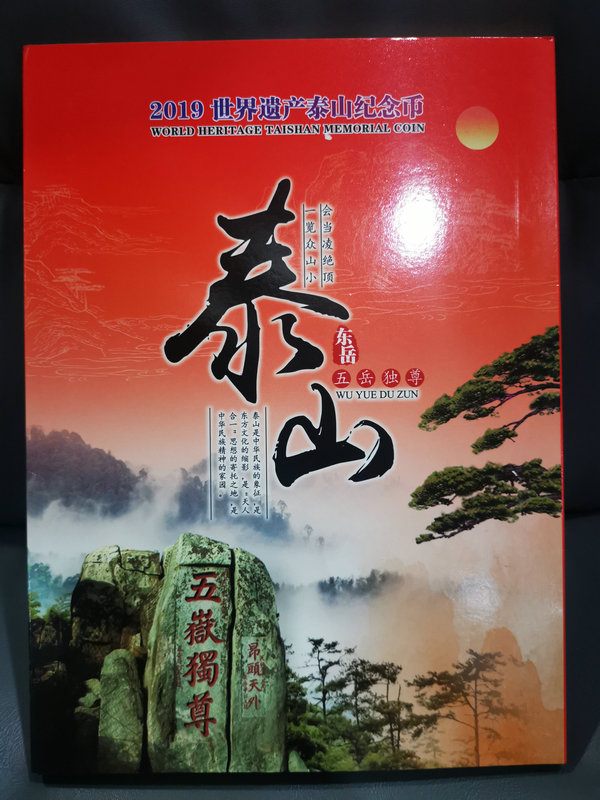 2019 世界遗产泰山纪念币
WORLD HERITAGE TAISHAN MEMORIAL COIN
会当凌绝顶
一览众山小
泰山
东岳
五岳独尊
WU YUE DU ZUN
泰山是中华民族的象征,是
东方文化的缩影,是“天人
合一”思想的寄托之地,是
中华民族精神的家园。
五嶽獨尊
昂頭天外